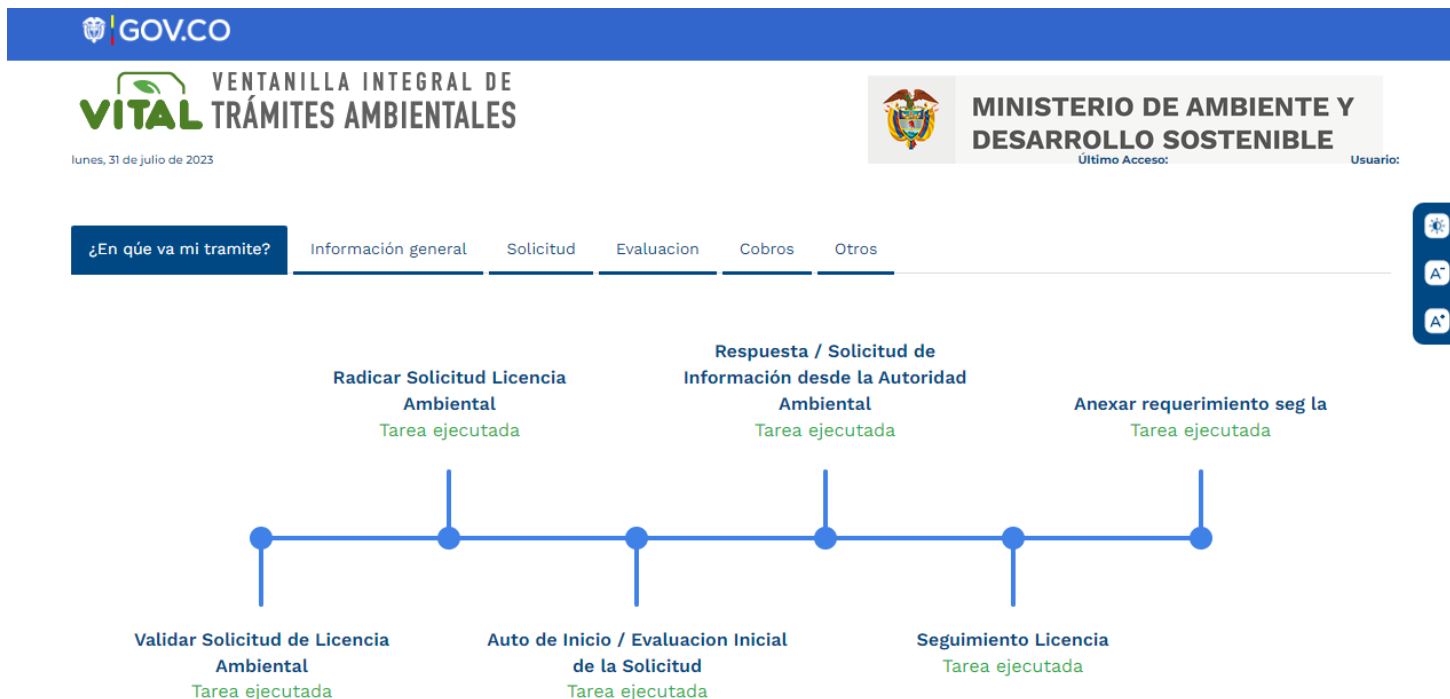 GOV.CO
VITAL
VENTANILLA INTEGRAL DE
TRÁMITES AMBIENTALES
MINISTERIO DE AMBIENTE Y
DESARROLLO SOSTENIBLE
lunes, 31 de julio de 2023
Último Acceso:
Usuario:
¿En qúe va mi tramite?
Información general
Solicitud
Evaluacion
Cobros
Otros
A-
A+
Radicar Solicitud Licencia
Ambiental
Tarea ejecutada
Respuesta / Solicitud de
Información desde la Autoridad
Ambiental
Tarea ejecutada
Anexar requerimiento seg la
Tarea ejecutada
Validar Solicitud de Licencia
Ambiental
Tarea ejecutada
Auto de Inicio / Evaluacion Inicial
de la Solicitud
Tarea ejecutada
Seguimiento Licencia
Tarea ejecutada